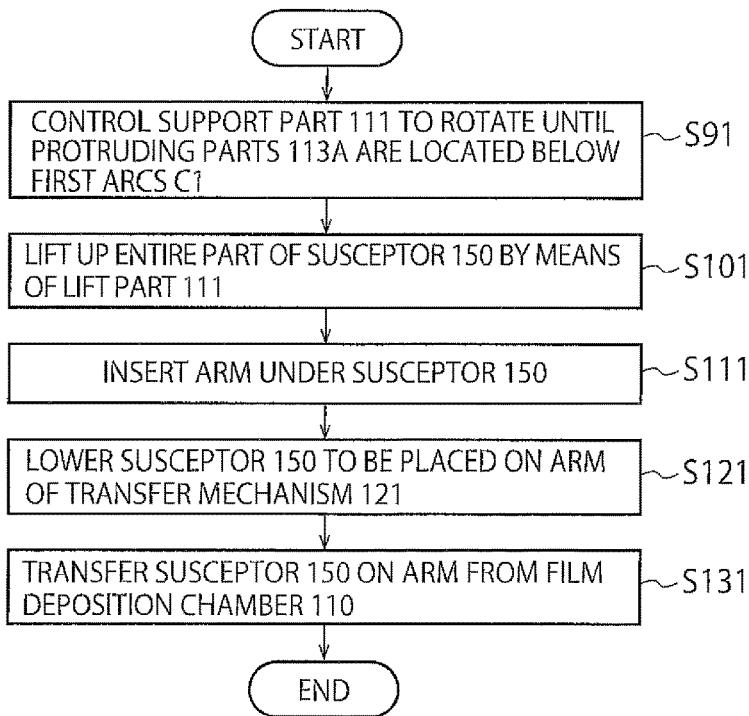 START
CONTROL SUPPORT PART 111 TO ROTATE UNTIL
PROTRUDING PARTS 113A ARE LOCATED BELOW
FIRST ARCS C1
S91
LIFT UP ENTIRE PART OF SUSCEPTOR 150 BY MEANS
OF LIFT PART 111
S101
INSERT ARM UNDER SUSCEPTOR 150
S111
LOWER SUSCEPTOR 150 TO BE PLACED ON ARM
OF TRANSFER MECHANISM 121
S121
TRANSFER SUSCEPTOR 150 ON ARM FROM FILM
DEPOSITION CHAMBER 110
S131
END